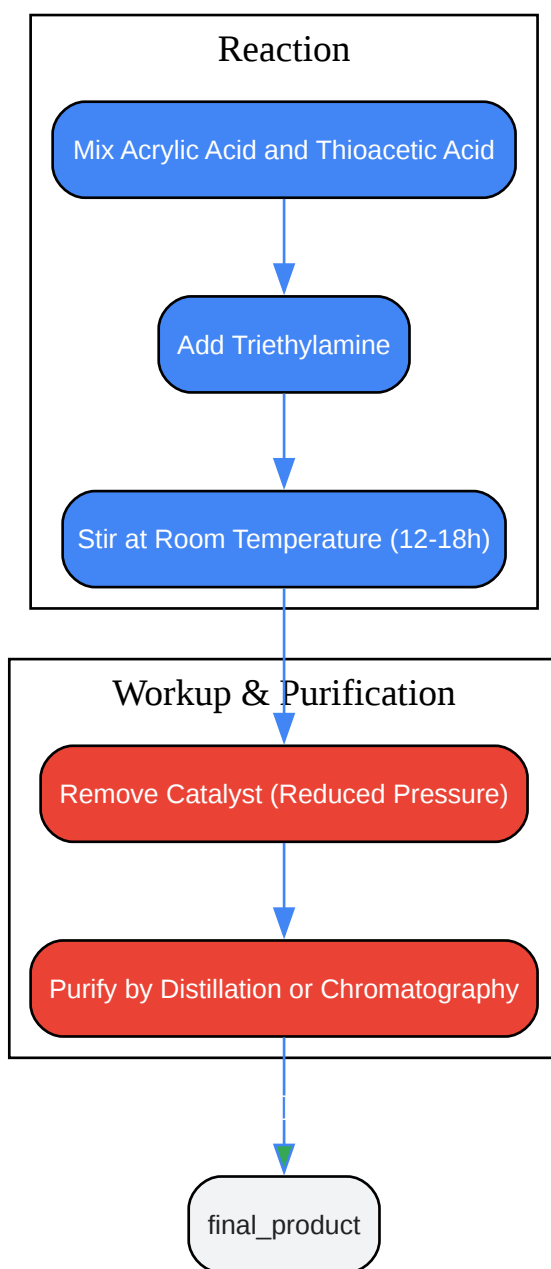 Reaction
Mix Acrylic Acid and Thioacetic Acid
Add Triethylamine
Stir at Room Temperature (12-18h)
Workup & Purification
Remove Catalyst (Reduced Pressure)
Purify by Distillation or Chromatography
final_product